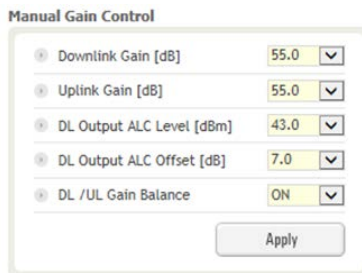 Manual Gain Control
Downlink Gain [dB] 55.0
Uplink Gain [dB] 55.0
DL Output ALC Level [dBm] 43.0
DL Output ALC Offset [dB] 7.0
DL /UL Gain Balance ON
Apply